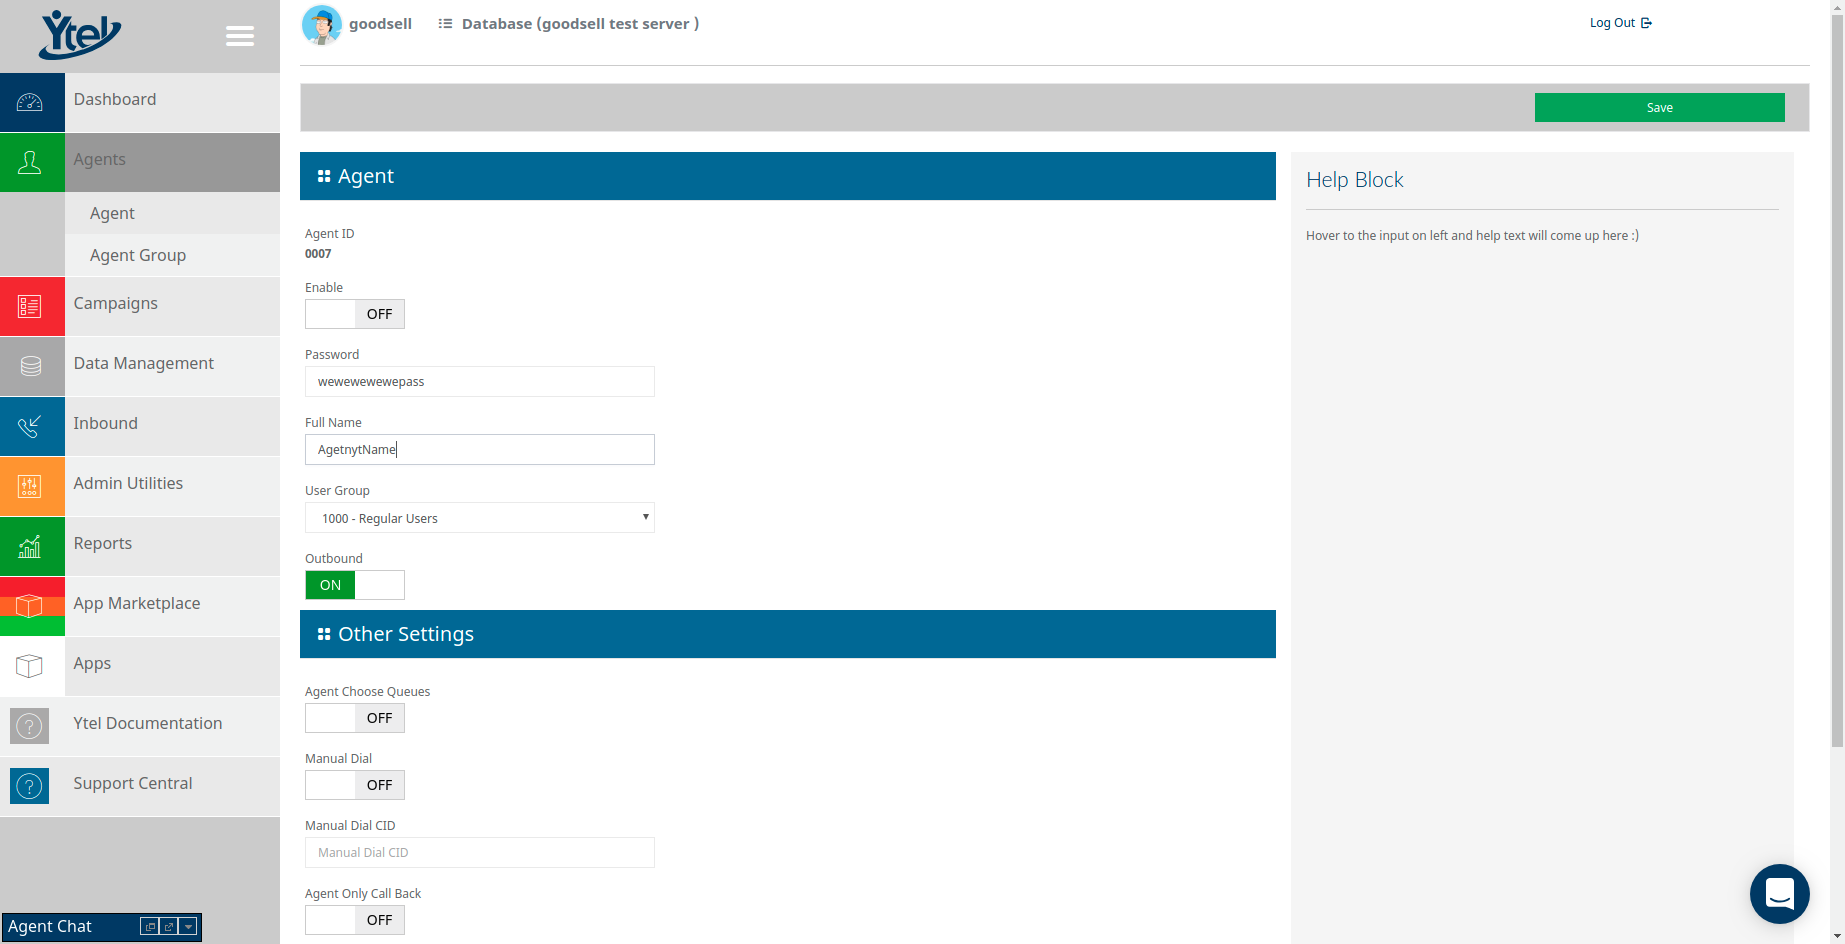 Ytel
goodsell
Database (goodsell test server )
Log Out
Dashboard
Agents
Agent
Agent Group
Campaigns
Data Management
Inbound
Admin Utilities
Reports
App Marketplace
Apps
? Ytel Documentation
? Support Central
Agent Chat
Save
Agent
Agent ID
0007
Enable
OFF
Password
wewewewewepass
Full Name
AgetnytName
User Group
1000 - Regular Users
Outbound
ON
Other Settings
Agent Choose Queues
OFF
Manual Dial
OFF
Manual Dial CID
Manual Dial CID
Agent Only Call Back
OFF
Help Block
Hover to the input on left and help text will come up here :)